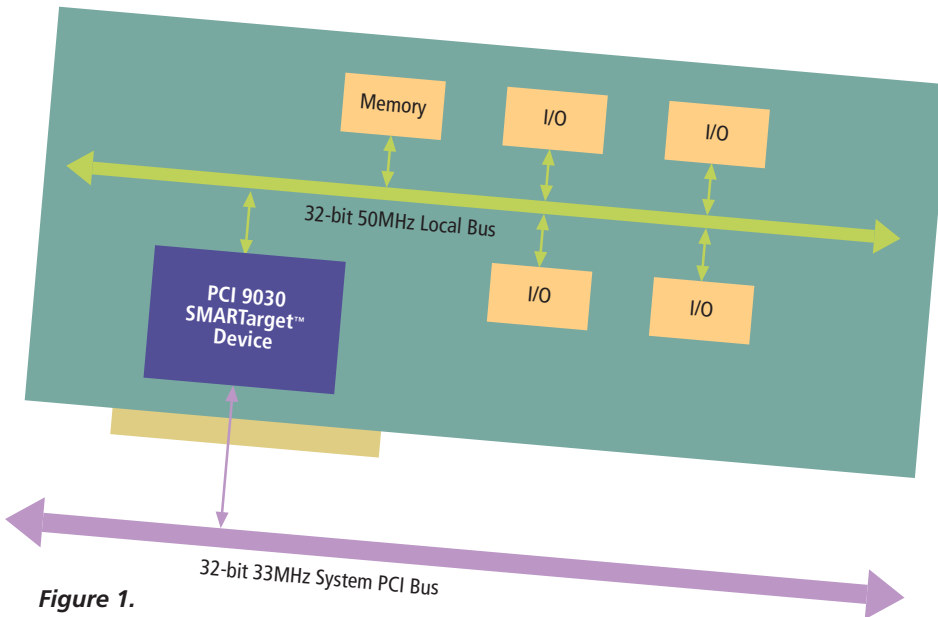 Memory
I/O
I/O
32-bit 50MHz Local Bus
PCI 9030
SMARTarget™
Device
I/O
I/O
32-bit 33MHz System PCI Bus
Figure 1.